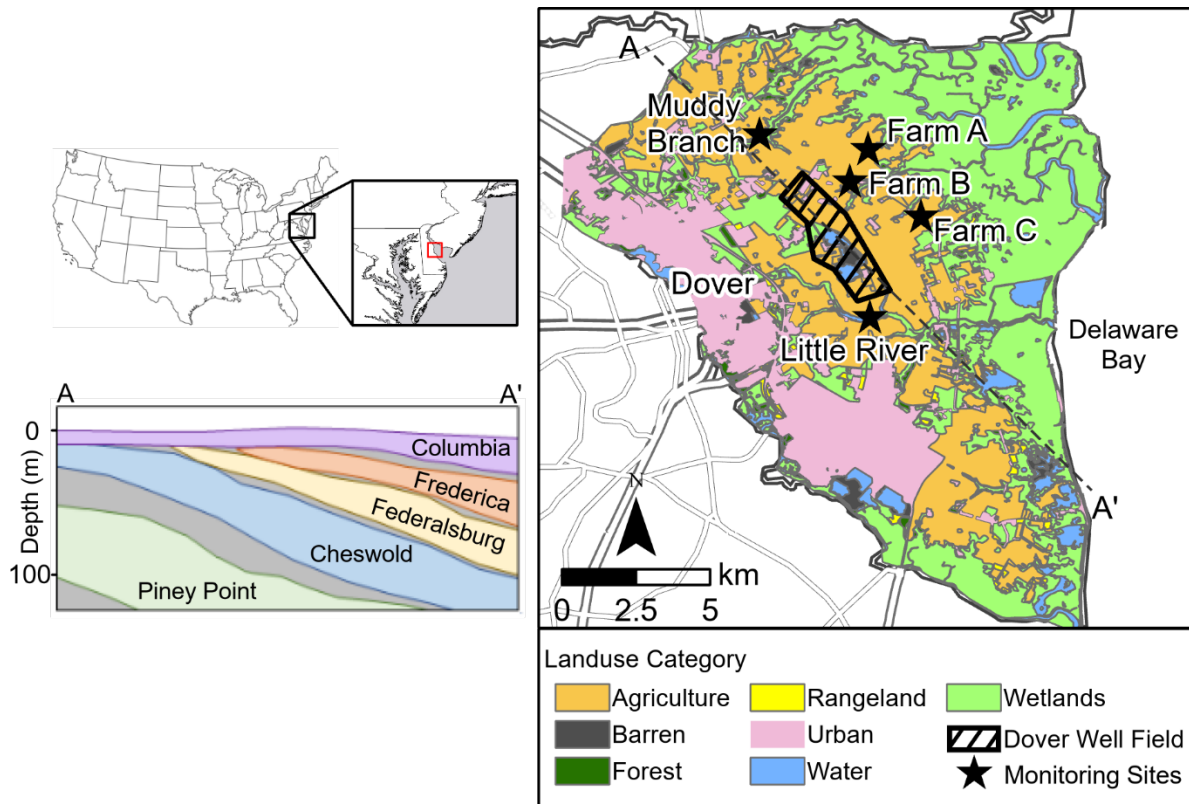 A
Muddy
Branch
Farm A
Farm B
Farm C
Dover
Little River
Delaware
Bay
A'
N
km
0 2.5 5
A A'
0
Depth (m)
100
Columbia
Frederica
Federalsburg
Cheswold
Piney Point
Landuse Category
Agriculture Rangeland Wetlands
Barren Urban Dover Well Field
Forest Water Monitoring Sites